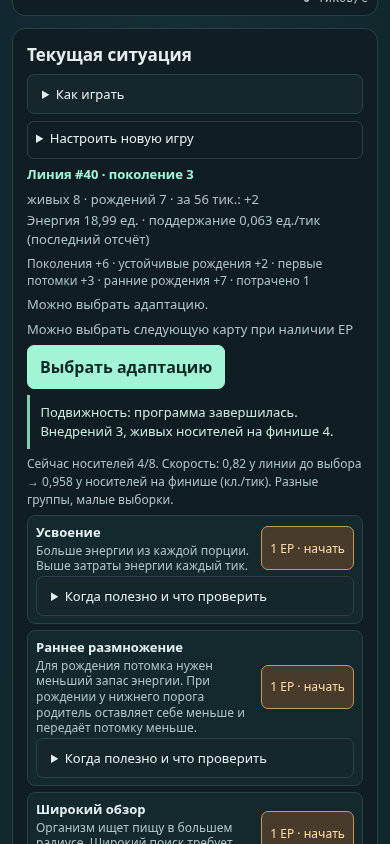 Текущая ситуация
▶ Как играть
▶ Настроить новую игру
Линия #40 · поколение 3
живых 8 · рождений 7 · за 56 тик.: +2
Энергия 18,99 ед. · поддержание 0,063 ед./тик
(последний отсчёт)
Поколения +6 · устойчивые рождения +2 · первые
потомки +3 · ранние рождения +7 · потрачено 1
Можно выбрать адаптацию.
Можно выбрать следующую карту при наличии EP
Выбрать адаптацию
Подвижность: программа завершилась.
Внедрений 3, живых носителей на финише 4.
Сейчас носителей 4/8. Скорость: 0,82 у линии до выбора
→ 0,958 у носителей на финише (кл./тик). Разные
группы, малые выборки.
Усвоение
Больше энергии из каждой порции.
Выше затраты энергии каждый тик.
1 EP · начать
▶ Когда полезно и что проверить
Раннее размножение
Для рождения потомка нужен
меньший запас энергии. При
рождении у нижнего порога
родитель оставляет себе меньше и
передаёт потомку меньше.
1 EP · начать
▶ Когда полезно и что проверить
Широкий обзор
Организм ищет пищу в большем
радиусе. Широкий поиск требует
1 EP · начать